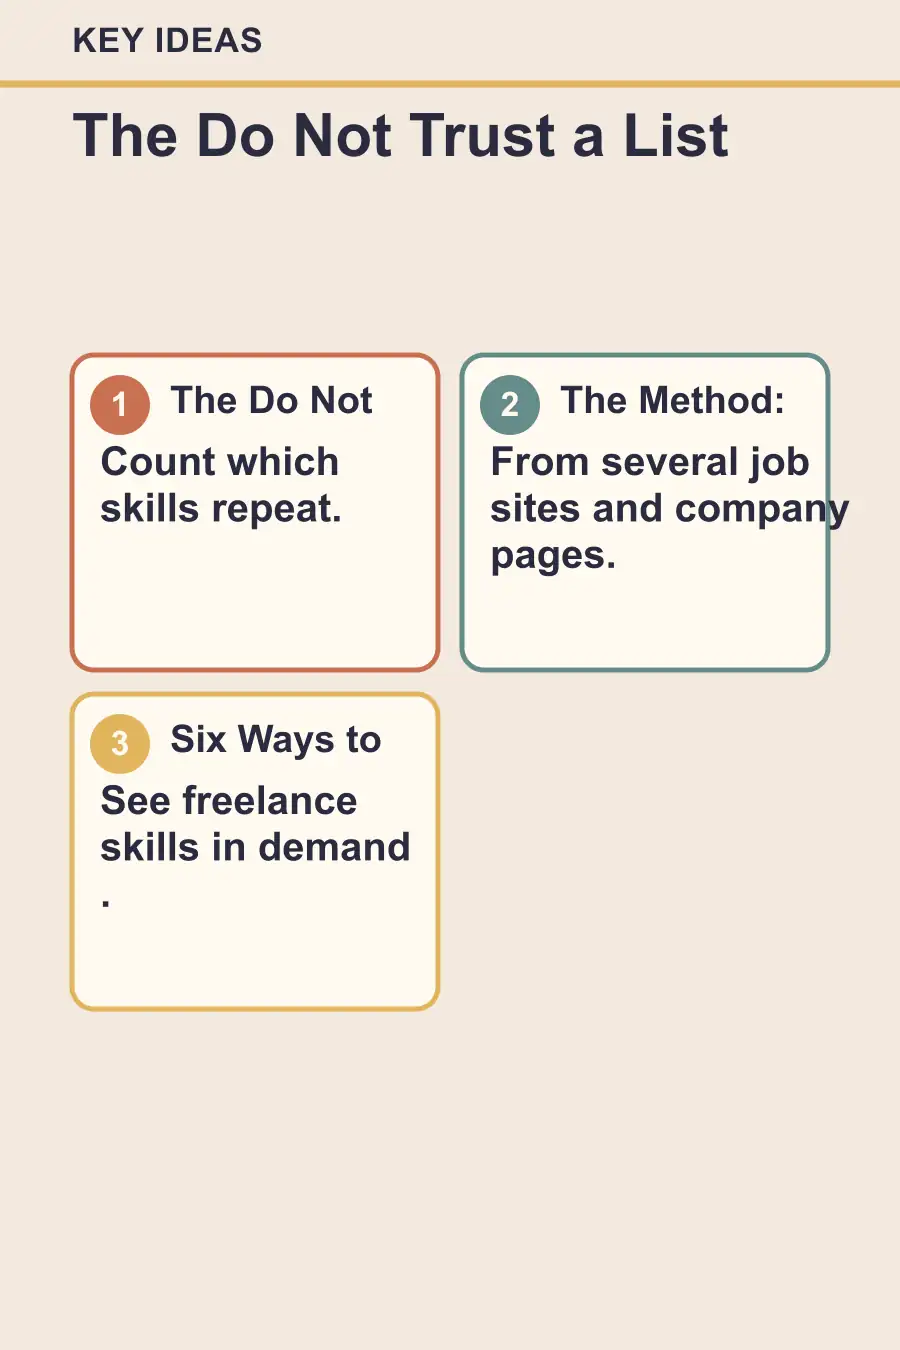 KEY IDEAS
The Do Not Trust a List
1 The Do Not
Count which
skills repeat.
2 The Method:
From several job
sites and company
pages.
3 Six Ways to
See freelance
skills in demand
.